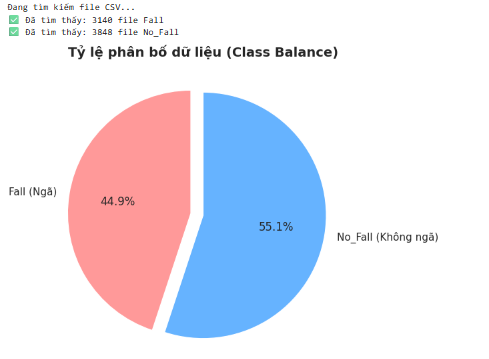 Đang tìm kiếm file CSV...
✅ Đã tìm thấy: 3140 file Fall
✅ Đã tìm thấy: 3848 file No_Fall
Tỷ lệ phân bố dữ liệu (Class Balance)
Fall (Ngã)
44.9%
55.1%
No_Fall (Không ngã)